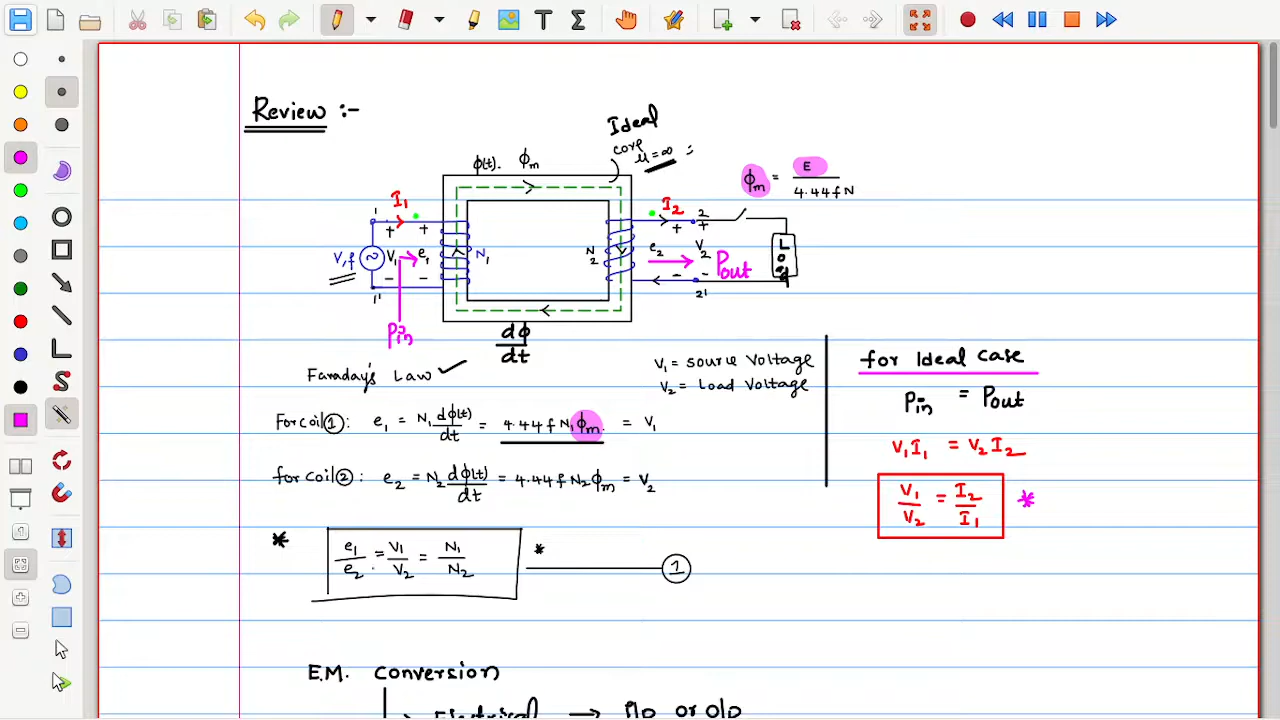 Review :-
Ideal
core
μ = ∞
ϕ(t). ϕm
ϕm = E / 4.44 f N
I1
I2
1
2
+ + + +
V,f
V1
e1
N1
N2
e2
V2
Pout
Load
- - - -
1'
2'
Pin
dϕ/dt
Faraday's Law
V1 = source Voltage
V2 = Load Voltage
For coil ①: e1 = N1 dϕ(t)/dt = 4.44 f N1 ϕm. = V1
for coil ②: e2 = N2 dϕ(t)/dt = 4.44 f N2 ϕm = V2
* e1/e2 = V1/V2 = N1/N2 * ①
for Ideal case
Pin = Pout
V1I1 = V2I2
V1/V2 = I2/I1 *
E.M. conversion
Electrical → I/p or o/p